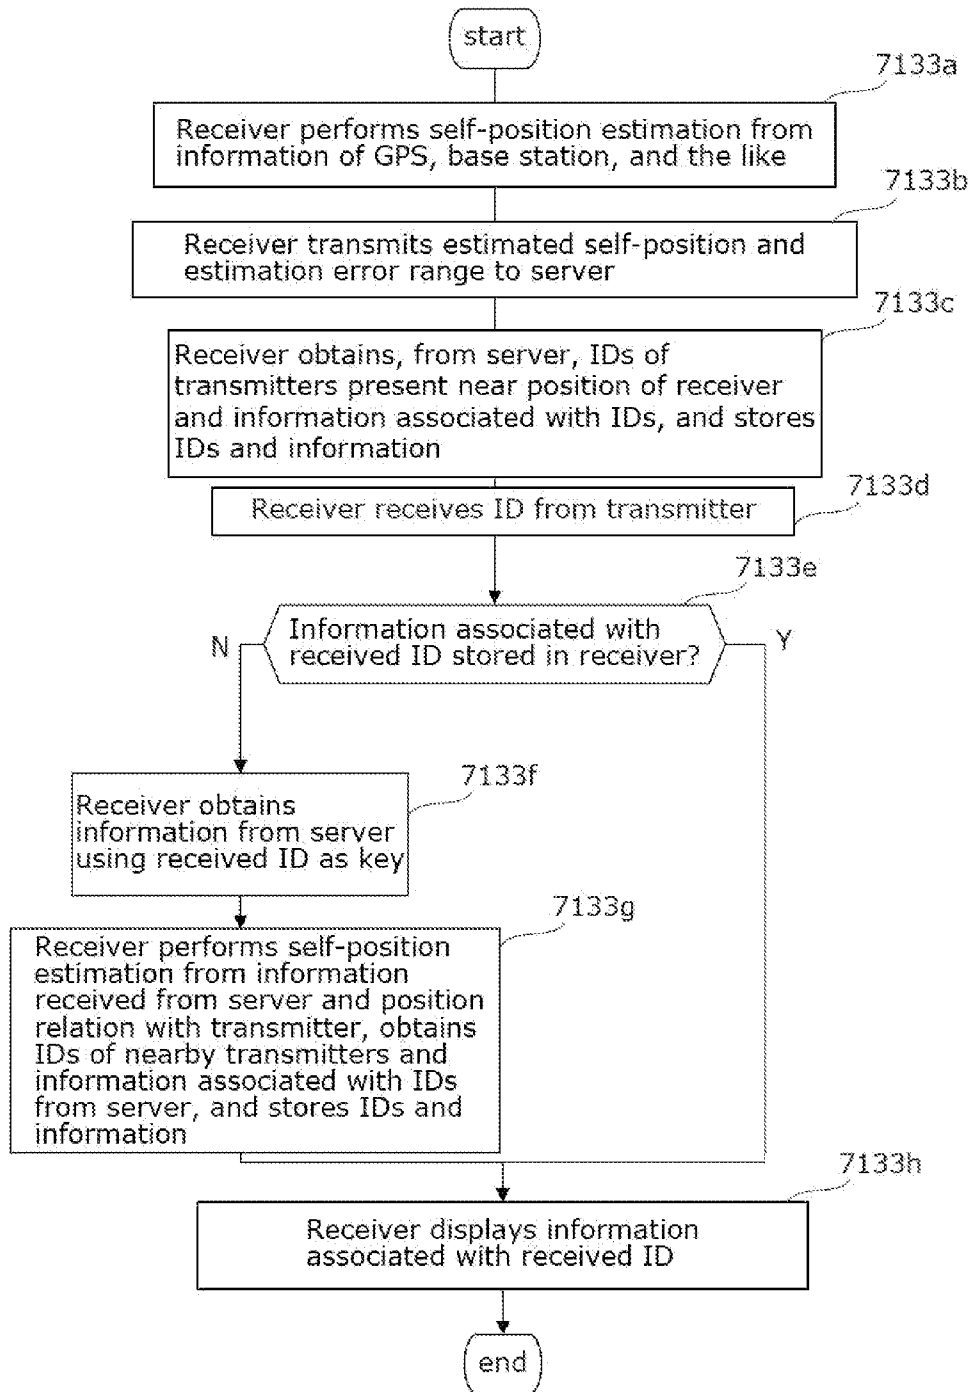 start
7133a
Receiver performs self-position estimation from
information of GPS, base station, and the like
7133b
Receiver transmits estimated self-position and
estimation error range to server
7133c
Receiver obtains, from server, IDs of
transmitters present near position of receiver
and information associated with IDs, and stores
IDs and information
7133d
Receiver receives ID from transmitter
7133e
Information associated with
received ID stored in receiver?
N
Y
7133f
Receiver obtains
information from server
using received ID as key
7133g
Receiver performs self-position
estimation from information
received from server and position
relation with transmitter, obtains
IDs of nearby transmitters and
information associated with IDs
from server, and stores IDs and
information
7133h
Receiver displays information
associated with received ID
end